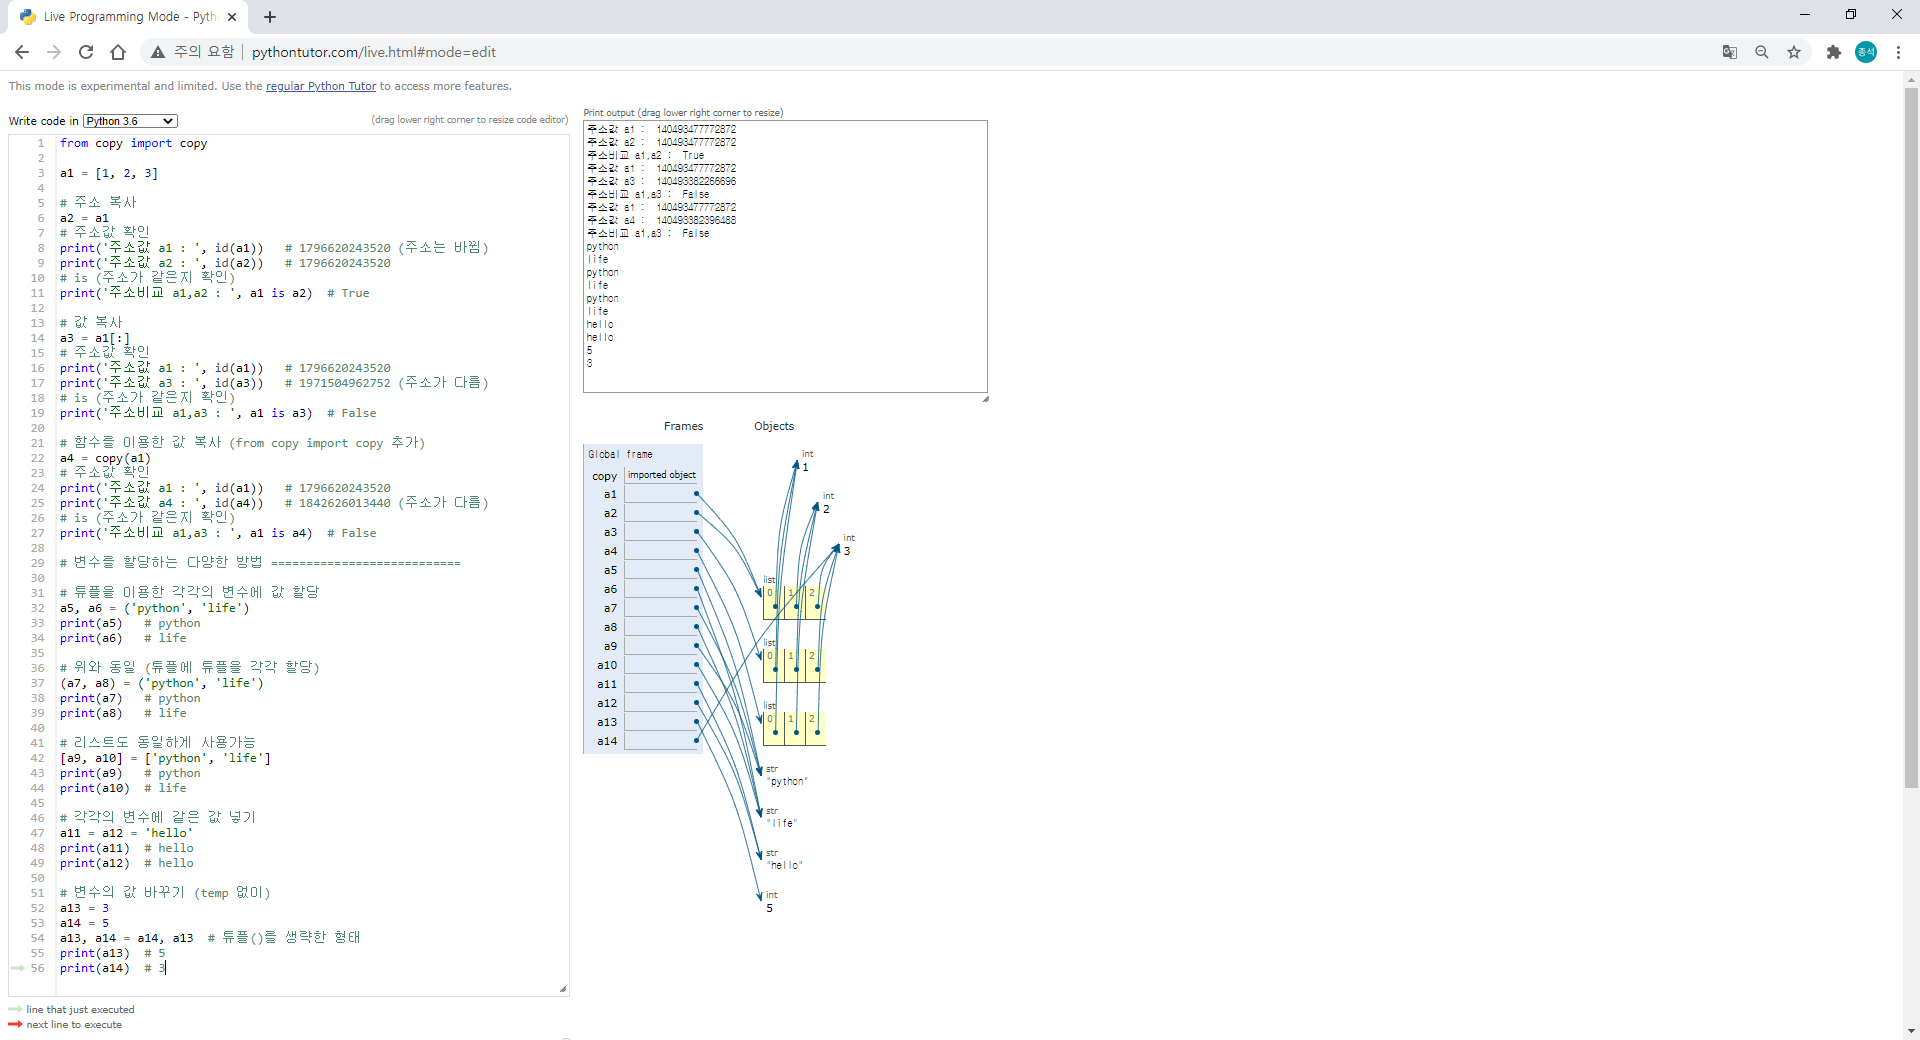 Live Programming Mode - Pyth
주의 요함
pythontutor.com/live.html#mode=edit
종석
This mode is experimental and limited. Use the regular Python Tutor to access more features.
Write code in Python 3.6
(drag lower right corner to resize code editor)
1 from copy import copy
2
3 a1 = [1, 2, 3]
4
5 # 주소 복사
6 a2 = a1
7 # 주소값 확인
8 print('주소값 a1 : ', id(a1))   # 1796620243520 (주소는 바뀜)
9 print('주소값 a2 : ', id(a2))   # 1796620243520
10 # is (주소가 같은지 확인)
11 print('주소비교 a1,a2 : ', a1 is a2)  # True
12
13 # 값 복사
14 a3 = a1[:]
15 # 주소값 확인
16 print('주소값 a1 : ', id(a1))   # 1796620243520
17 print('주소값 a3 : ', id(a3))   # 1971504962752 (주소가 다름)
18 # is (주소가 같은지 확인)
19 print('주소비교 a1,a3 : ', a1 is a3)  # False
20
21 # 함수를 이용한 값 복사 (from copy import copy 추가)
22 a4 = copy(a1)
23 # 주소값 확인
24 print('주소값 a1 : ', id(a1))   # 1796620243520
25 print('주소값 a4 : ', id(a4))   # 1842626013440 (주소가 다름)
26 # is (주소가 같은지 확인)
27 print('주소비교 a1,a3 : ', a1 is a4)  # False
28
29 # 변수를 할당하는 다양한 방법 ===========================
30
31 # 튜플을 이용한 각각의 변수에 값 할당
32 a5, a6 = ('python', 'life')
33 print(a5)   # python
34 print(a6)   # life
35
36 # 위와 동일 (튜플에 튜플을 각각 할당)
37 (a7, a8) = ('python', 'life')
38 print(a7)   # python
39 print(a8)   # life
40
41 # 리스트도 동일하게 사용가능
42 [a9, a10] = ['python', 'life']
43 print(a9)   # python
44 print(a10)  # life
45
46 # 각각의 변수에 같은 값 넣기
47 a11 = a12 = 'hello'
48 print(a11)  # hello
49 print(a12)  # hello
50
51 # 변수의 값 바꾸기 (temp 없이)
52 a13 = 3
53 a14 = 5
54 a13, a14 = a14, a13  # 튜플()을 생략한 형태
55 print(a13)  # 5
56 print(a14)  # 3
line that just executed
next line to execute
Print output (drag lower right corner to resize)
주소값 a1 :  140493477772872
주소값 a2 :  140493477772872
주소비교 a1,a2 :  True
주소값 a1 :  140493477772872
주소값 a3 :  140493382266696
주소비교 a1,a3 :  False
주소값 a1 :  140493477772872
주소값 a4 :  140493382396488
주소비교 a1,a3 :  False
python
life
python
life
python
life
hello
hello
5
3
Frames
Objects
Global frame
copy imported object
a1
a2
a3
a4
a5
a6
a7
a8
a9
a10
a11
a12
a13
a14
int
1
int
2
int
3
list
0 1 2
list
0 1 2
list
0 1 2
str
"python"
str
"life"
str
"hello"
int
5